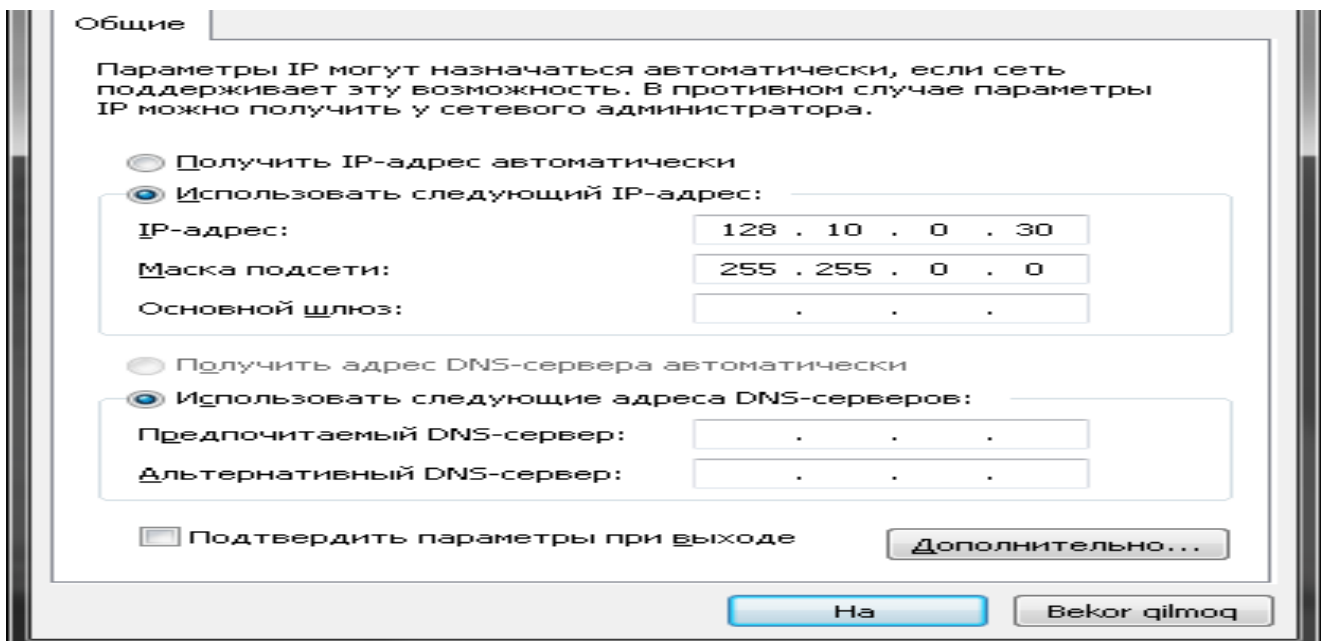 Общие
Параметры IP могут назначаться автоматически, если сеть
поддерживает эту возможность. В противном случае параметры
IP можно получить у сетевого администратора.
Получить IP-адрес автоматически
Использовать следующий IP-адрес:
IP-адрес: 128 . 10 . 0 . 30
Маска подсети: 255 . 255 . 0 . 0
Основной шлюз: . . .
Получить адрес DNS-сервера автоматически
Использовать следующие адреса DNS-серверов:
Предпочитаемый DNS-сервер: . . .
Альтернативный DNS-сервер: . . .
Подтвердить параметры при выходе
Дополнительно...
Ha Bekor qilmoq